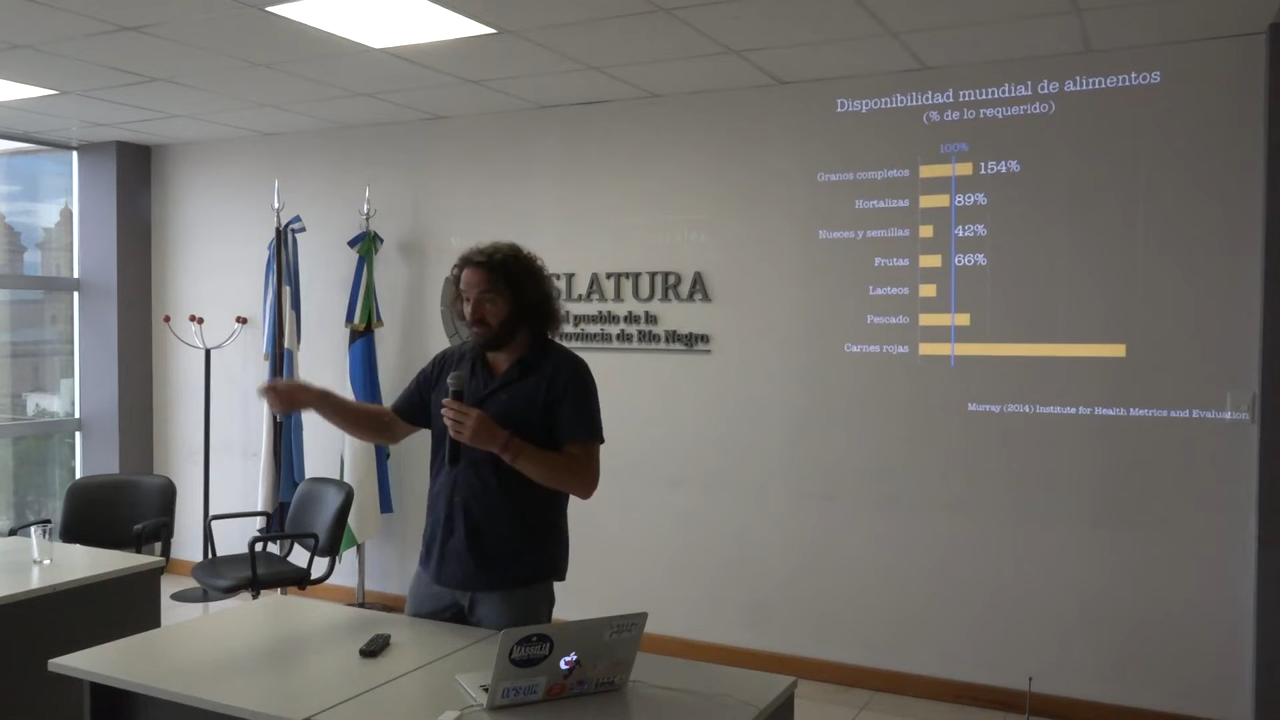 Disponibilidad mundial de alimentos
(% de lo requerido)
100%
Granos completos 154%
Hortalizas 89%
Nueces y semillas 42%
Frutas 66%
Lacteos
Pescado
Carnes rojas
Murray (2014) Institute for Health Metrics and Evaluation
SLATURA
el pueblo de la
rovincia de Río Negro
MASSILIA